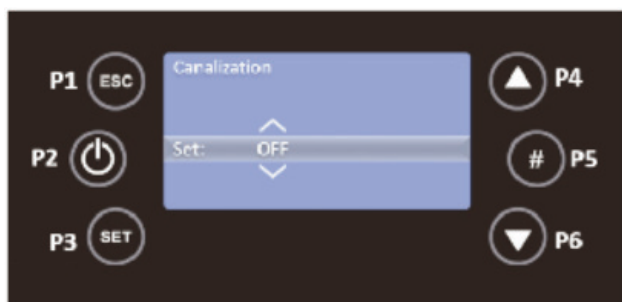 P1 ESC
Canalization
P4
P2
Set: OFF
# P5
P3 SET
P6